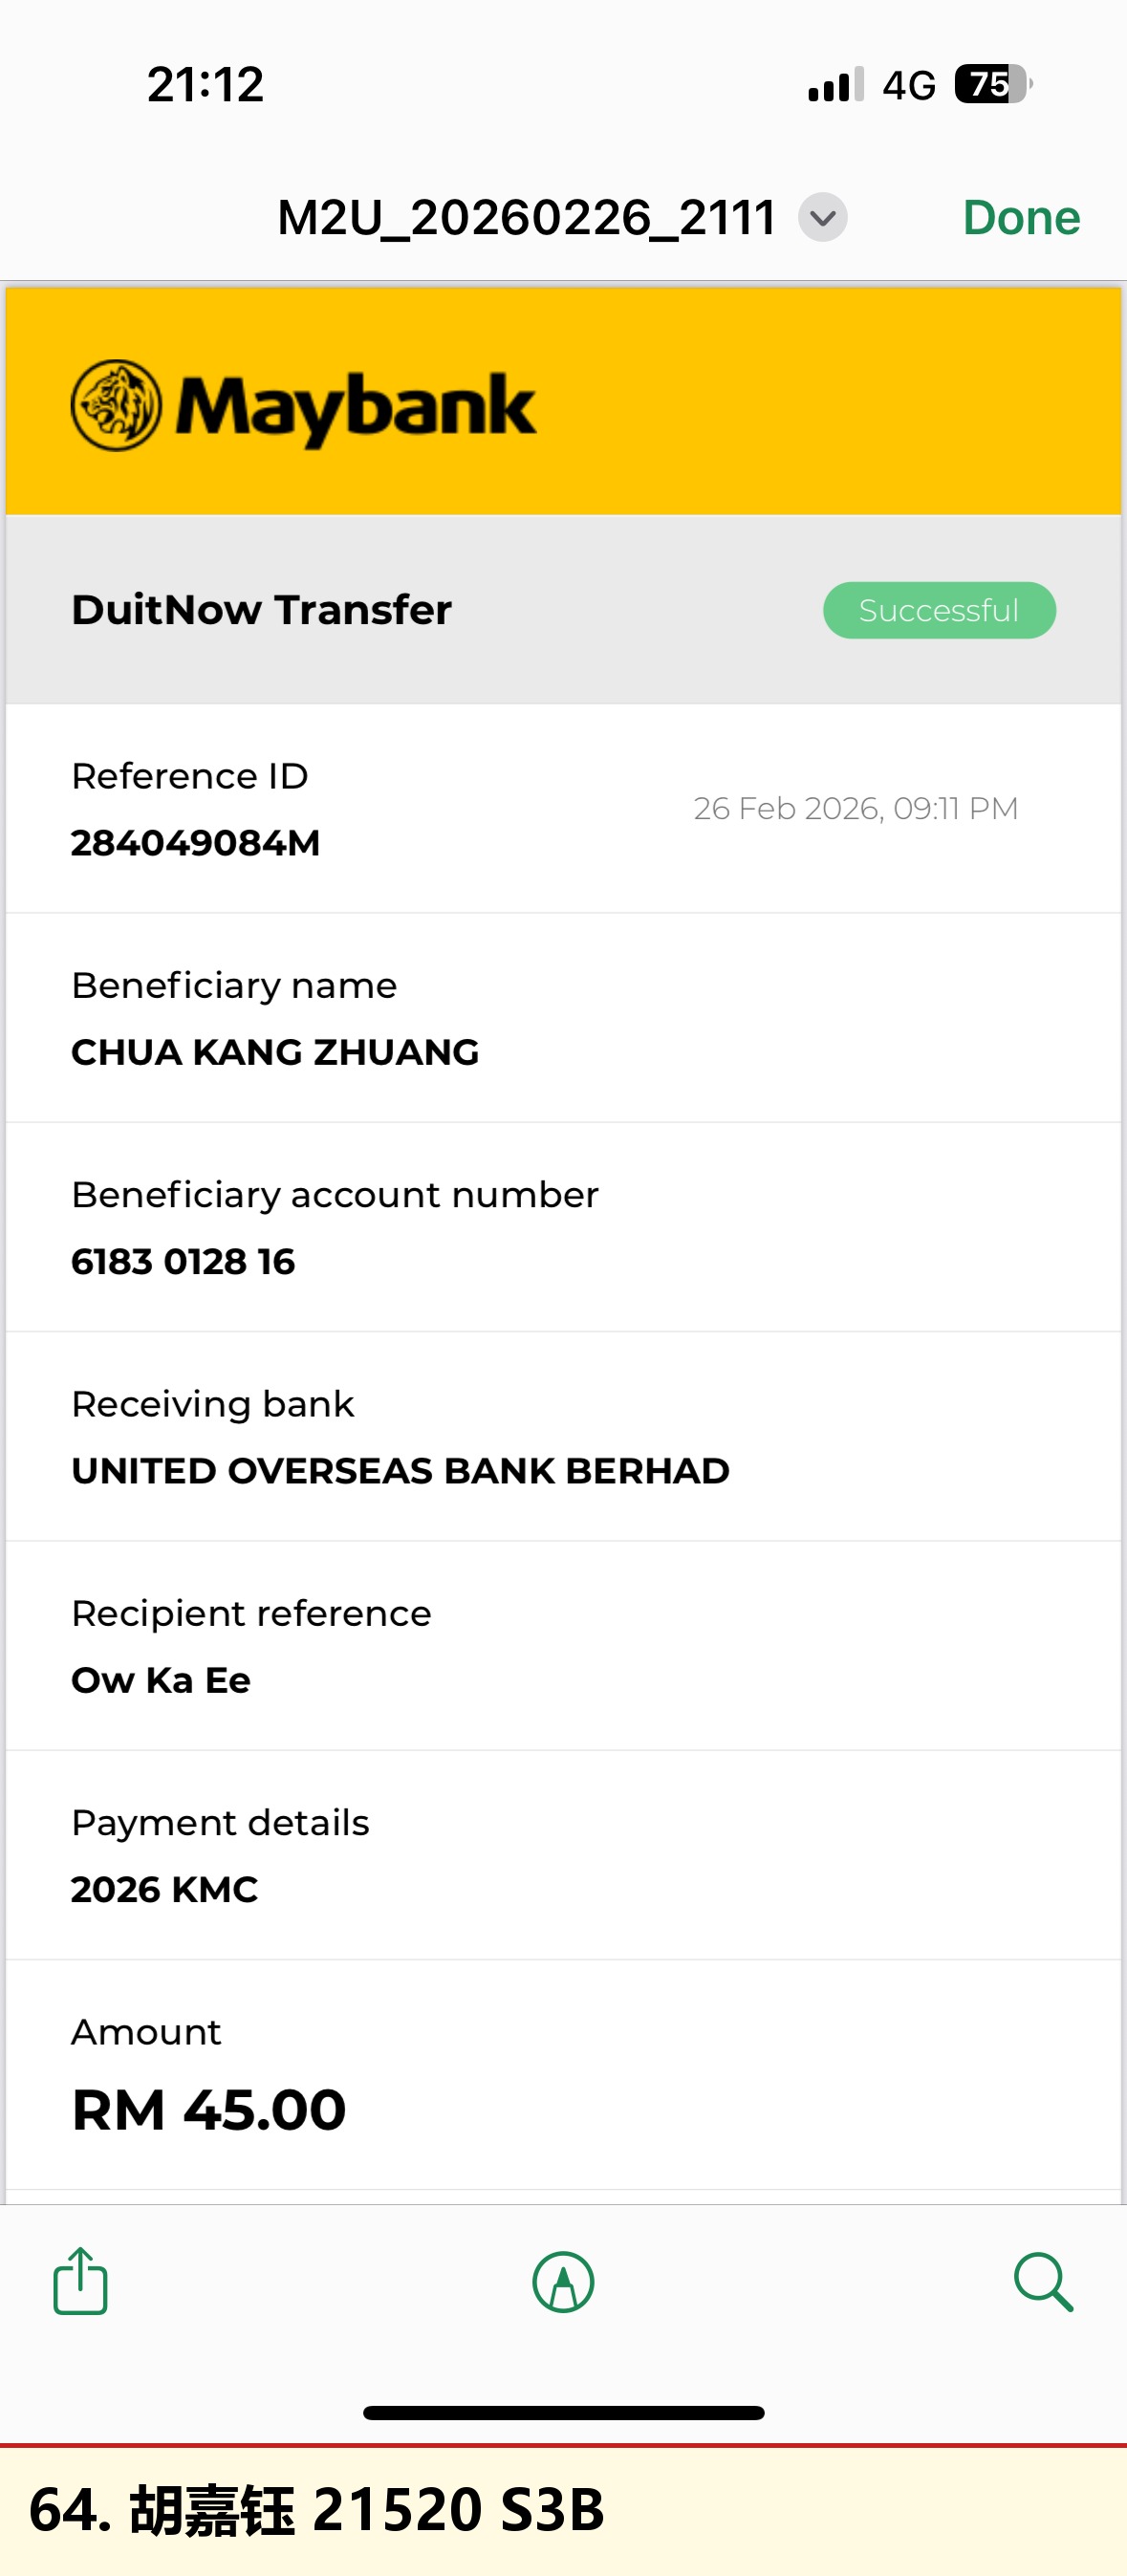 21:12
4G 75
M2U_20260226_2111
Done
Maybank
DuitNow Transfer
Successful
Reference ID
26 Feb 2026, 09:11 PM
284049084M
Beneficiary name
CHUA KANG ZHUANG
Beneficiary account number
6183 0128 16
Receiving bank
UNITED OVERSEAS BANK BERHAD
Recipient reference
Ow Ka Ee
Payment details
2026 KMC
Amount
RM 45.00
64. 胡嘉钰 21520 S3B